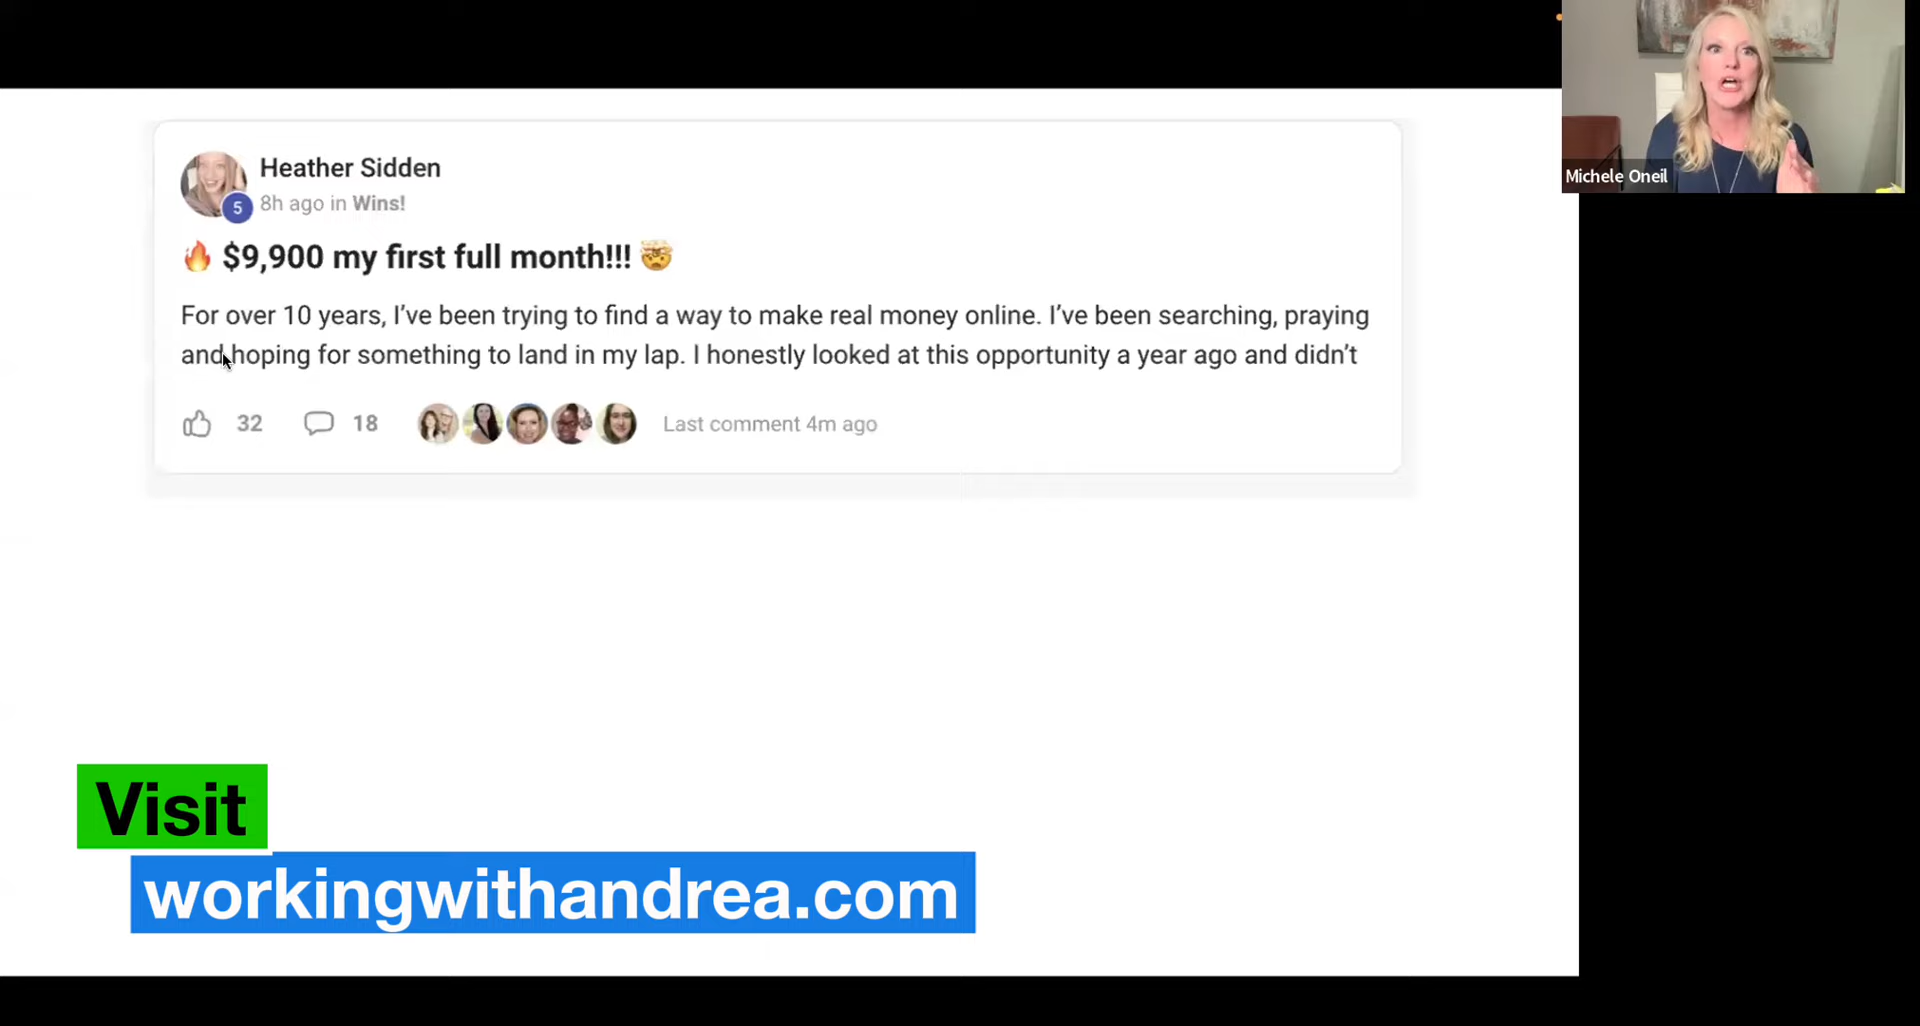 Michele Oneil
Heather Sidden
5
8h ago in Wins!
🔥 $9,900 my first full month!!! 🤯
For over 10 years, I’ve been trying to find a way to make real money online. I’ve been searching, praying
and hoping for something to land in my lap. I honestly looked at this opportunity a year ago and didn’t
32 18 Last comment 4m ago
Visit
workingwithandrea.com